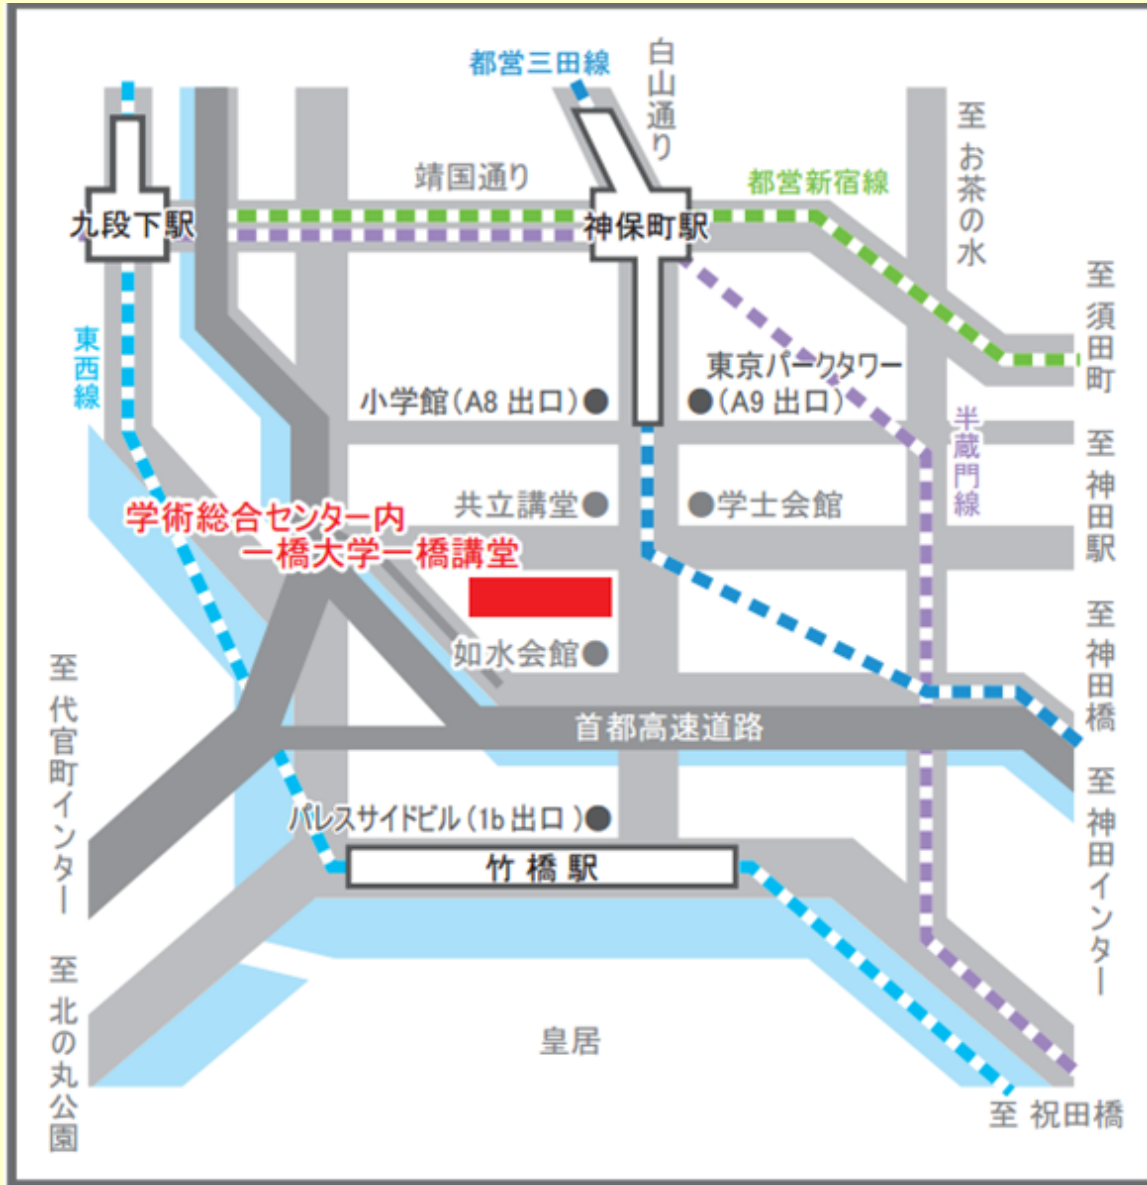 都営三田線
白山通り
至 お茶の水
靖国通り
都営新宿線
九段下駅
神保町駅
至 須田町
東西線
東京パークタワー
小学館(A8 出口)●
●(A9 出口)
半蔵門線
至 神田駅
共立講堂●
●学士会館
学術総合センター内
一橋大学一橋講堂
如水会館●
至 神田橋
至 代官町インター
首都高速道路
至 神田インター
パレスサイドビル(1b 出口 )●
竹 橋 駅
至 北の丸公園
皇居
至 祝田橋